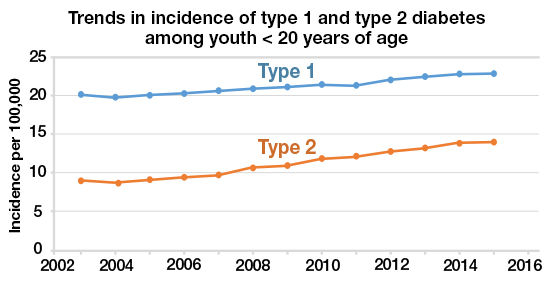 Trends in incidence of type 1 and type 2 diabetes
among youth < 20 years of age
Incidence per 100,000
25
20
15
10
5
0
Type 1
Type 2
2002 2004 2006 2008 2010 2012 2014 2016